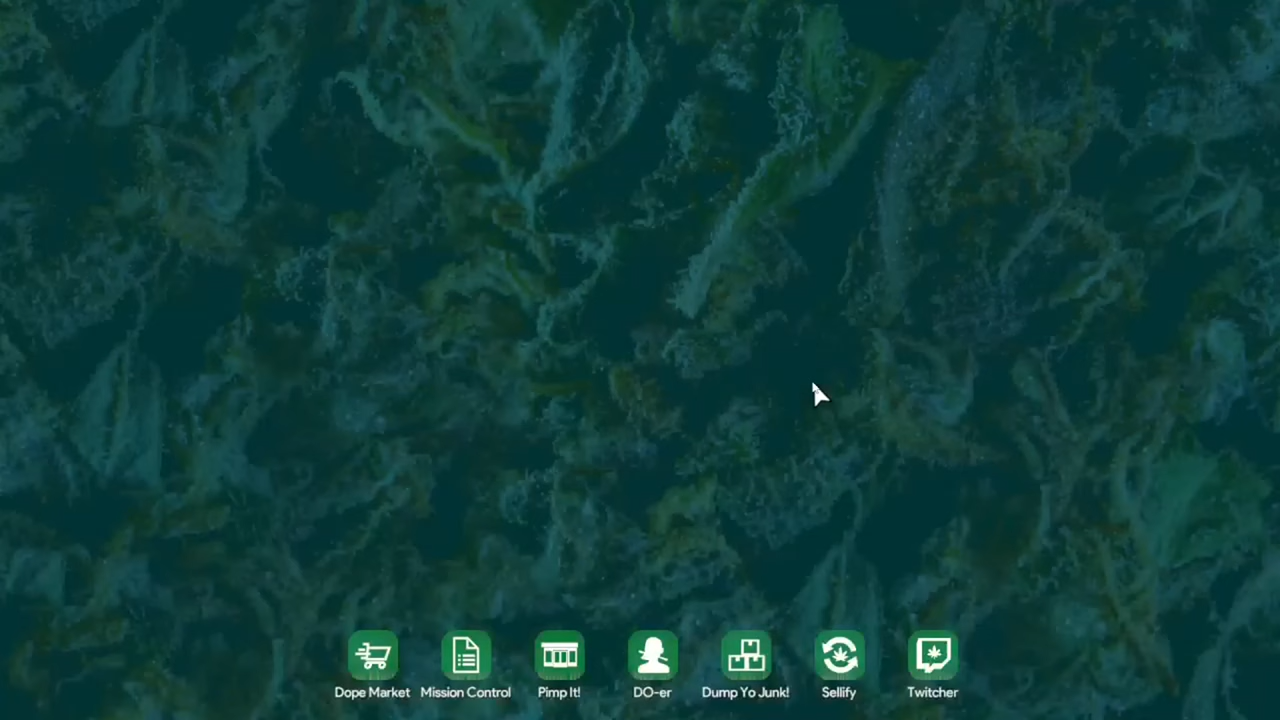 Dope Market
Mission Control
Pimp It!
DO-er
Dump Yo Junk!
Sellify
Twitcher